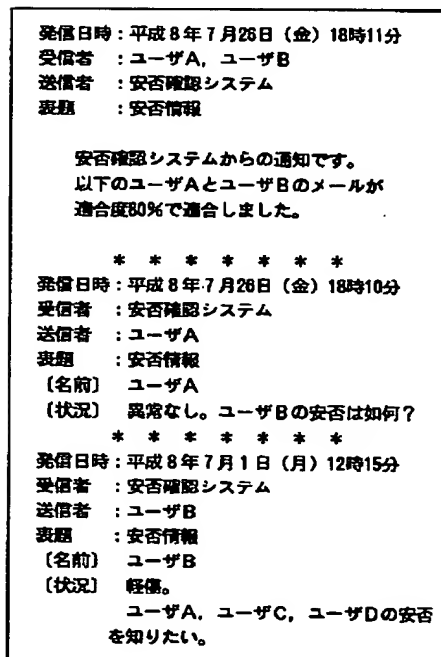 発信日時：平成８年７月26日（金）18時11分
受信者　：ユーザA，ユーザB
送信者　：安否確認システム
表題　　：安否情報
安否確認システムからの通知です。
以下のユーザAとユーザBのメールが
適合度80%で適合しました。
＊　＊　＊　＊　＊　＊　＊
発信日時：平成８年７月26日（金）18時10分
受信者　：安否確認システム
送信者　：ユーザA
表題　　：安否情報
〔名前〕　ユーザA
〔状況〕　異常なし。ユーザBの安否は如何？
＊　＊　＊　＊　＊　＊　＊
発信日時：平成８年７月１日（月）12時15分
受信者　：安否確認システム
送信者　：ユーザB
表題　　：安否情報
〔名前〕　ユーザB
〔状況〕　軽傷。
ユーザA，ユーザC，ユーザDの安否
を知りたい。